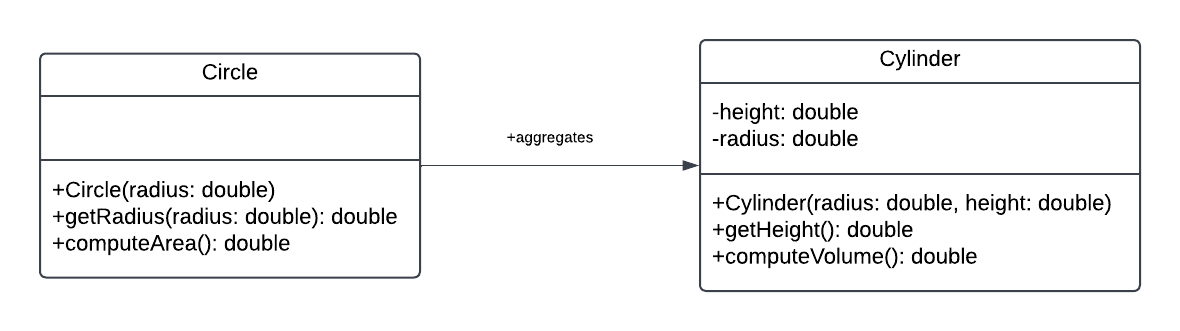 Circle
+Circle(radius: double)
+getRadius(radius: double): double
+computeArea(): double
+aggregates
Cylinder
-height: double
-radius: double
+Cylinder(radius: double, height: double)
+getHeight(): double
+computeVolume(): double